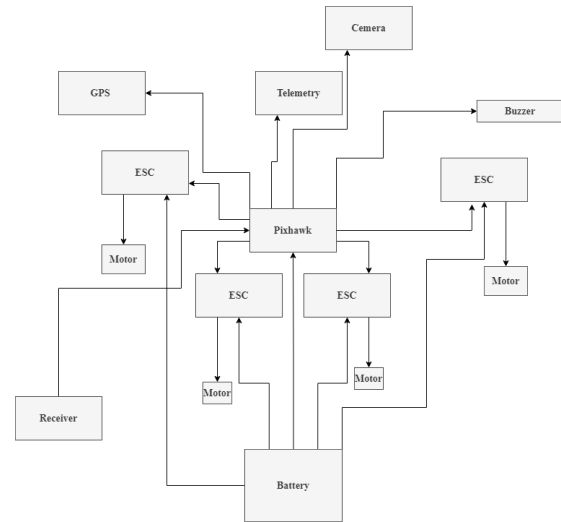 Cemera
GPS
Telemetry
Buzzer
ESC
ESC
Pixhawk
Motor
Motor
ESC
ESC
Motor
Motor
Receiver
Battery